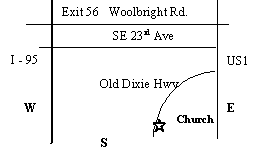 Exit 56 Woolbright Rd.
SE 23rd Ave
I - 95
US1
Old Dixie Hwy
W
E
Church
S